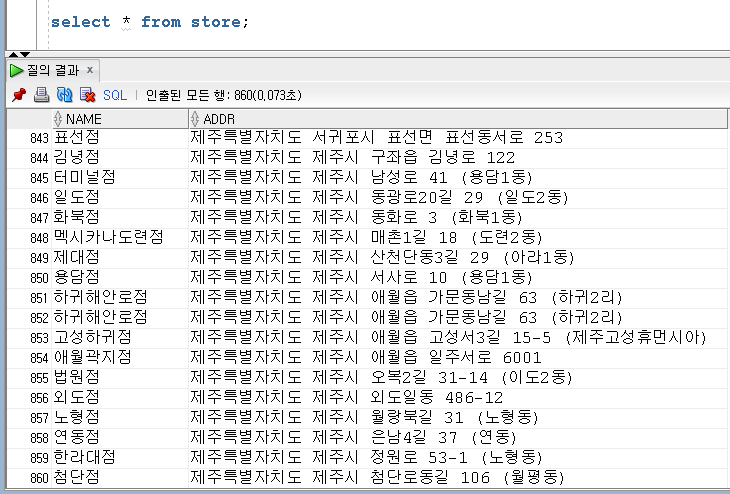 select * from store;
질의 결과 x
SQL | 인출된 모든 행: 860(0,073초)
NAME ADDR
843 표선점 제주특별자치도 서귀포시 표선면 표선동서로 253
844 김녕점 제주특별자치도 제주시 구좌읍 김녕로 122
845 터미널점 제주특별자치도 제주시 남성로 41 (용담1동)
846 일도점 제주특별자치도 제주시 동광로20길 29 (일도2동)
847 화북점 제주특별자치도 제주시 동화로 3 (화북1동)
848 멕시카나도련점 제주특별자치도 제주시 매촌1길 18 (도련2동)
849 제대점 제주특별자치도 제주시 산천단동3길 29 (아라1동)
850 용담점 제주특별자치도 제주시 서사로 10 (용담1동)
851 하귀해안로점 제주특별자치도 제주시 애월읍 가문동남길 63 (하귀2리)
852 하귀해안로점 제주특별자치도 제주시 애월읍 가문동남길 63 (하귀2리)
853 고성하귀점 제주특별자치도 제주시 애월읍 고성서3길 15-5 (제주고성휴먼시아)
854 애월곽지점 제주특별자치도 제주시 애월읍 일주서로 6001
855 법원점 제주특별자치도 제주시 오복2길 31-14 (이도2동)
856 외도점 제주특별자치도 제주시 외도일동 486-12
857 노형점 제주특별자치도 제주시 월랑북길 31 (노형동)
858 연동점 제주특별자치도 제주시 은남4길 37 (연동)
859 한라대점 제주특별자치도 제주시 정원로 53-1 (노형동)
860 첨단점 제주특별자치도 제주시 첨단로동길 106 (월평동)